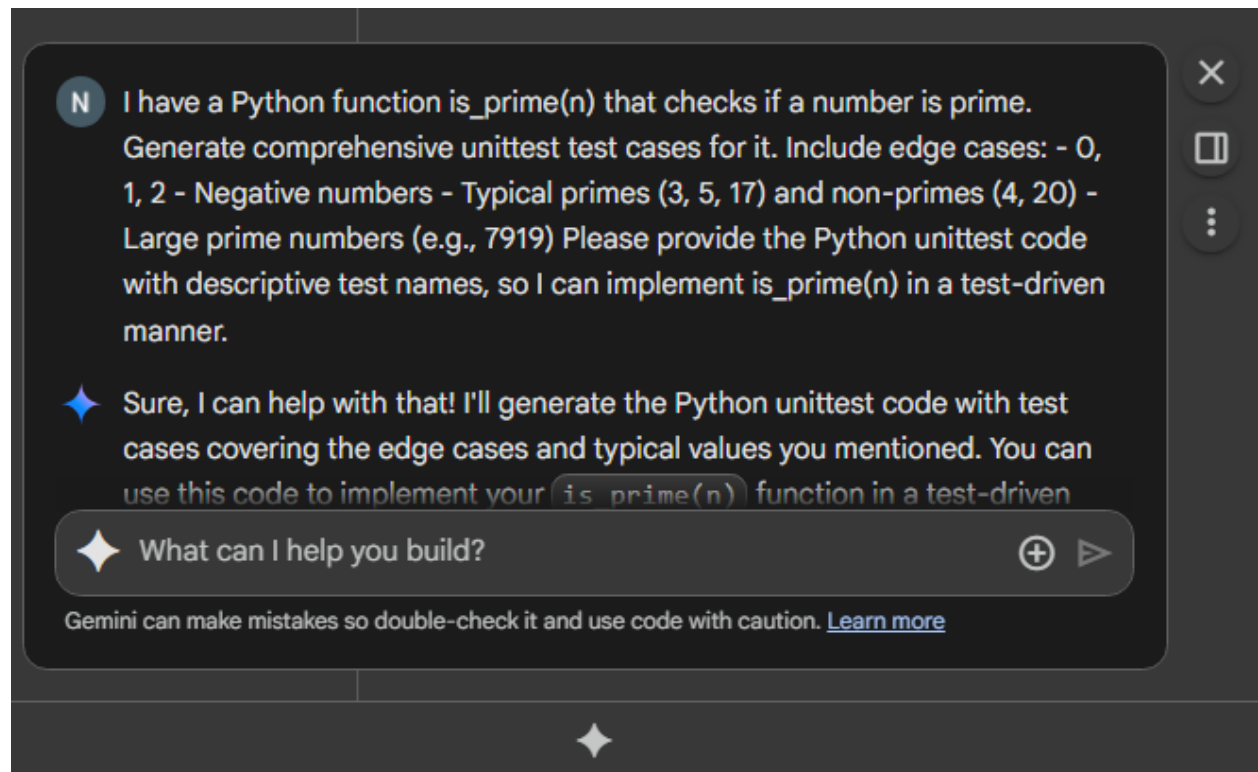 N
I have a Python function is_prime(n) that checks if a number is prime.
Generate comprehensive unittest test cases for it. Include edge cases: - 0,
1, 2 - Negative numbers - Typical primes (3, 5, 17) and non-primes (4, 20) -
Large prime numbers (e.g., 7919) Please provide the Python unittest code
with descriptive test names, so I can implement is_prime(n) in a test-driven
manner.
Sure, I can help with that! I'll generate the Python unittest code with test
cases covering the edge cases and typical values you mentioned. You can
use this code to implement your is_prime(n) function in a test-driven
What can I help you build?
Gemini can make mistakes so double-check it and use code with caution. Learn more